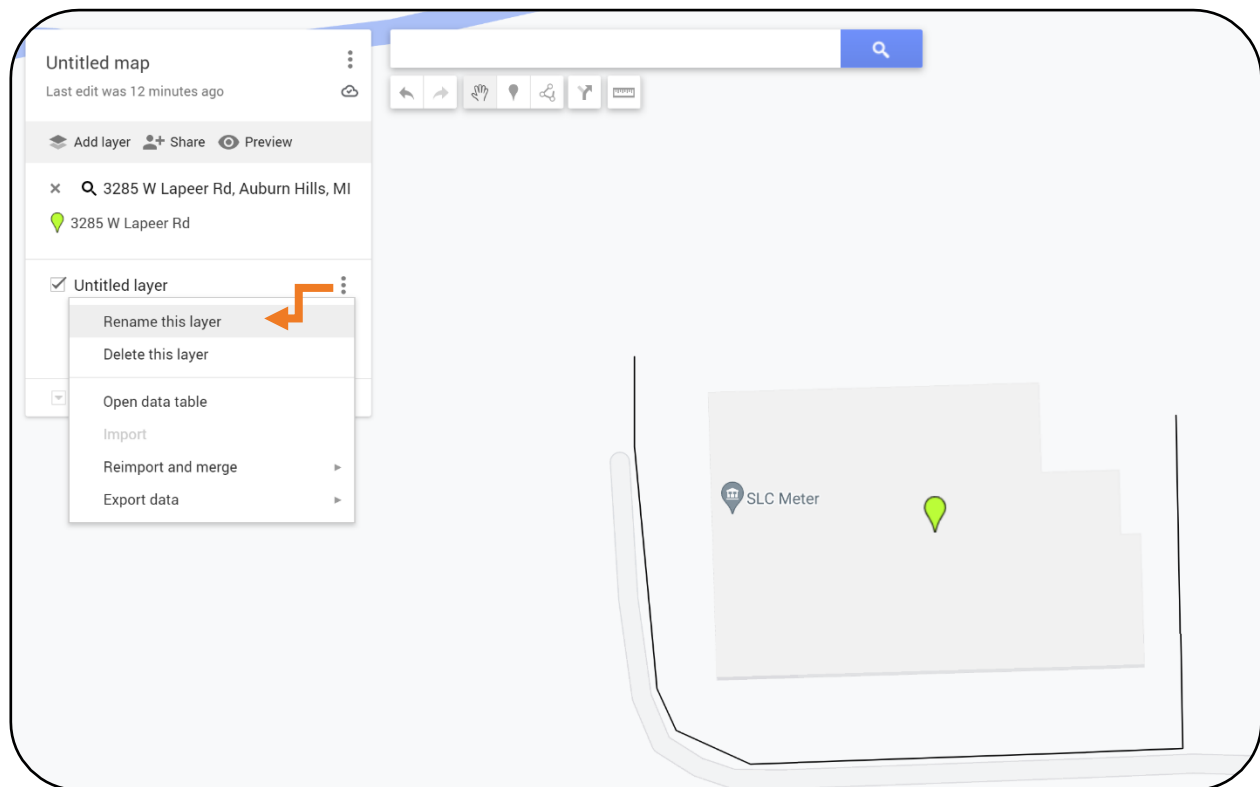 Untitled map
Last edit was 12 minutes ago
Add layer Share Preview
3285 W Lapeer Rd, Auburn Hills, MI
3285 W Lapeer Rd
Untitled layer
Rename this layer
Delete this layer
Open data table
Import
Reimport and merge
Export data
SLC Meter